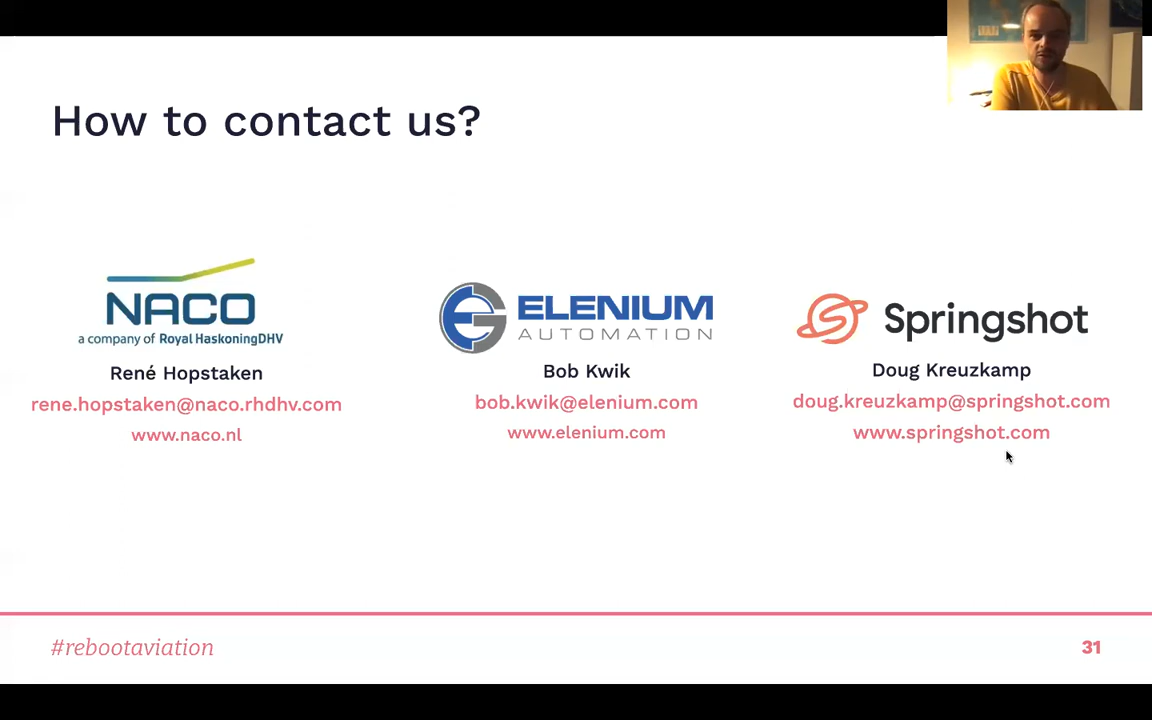 How to contact us?
NACO
a company of Royal HaskoningDHV
René Hopstaken
rene.hopstaken@naco.rhdhv.com
www.naco.nl
ELENIUM
AUTOMATION
Bob Kwik
bob.kwik@elenium.com
www.elenium.com
Springshot
Doug Kreuzkamp
doug.kreuzkamp@springshot.com
www.springshot.com
#rebootaviation
31